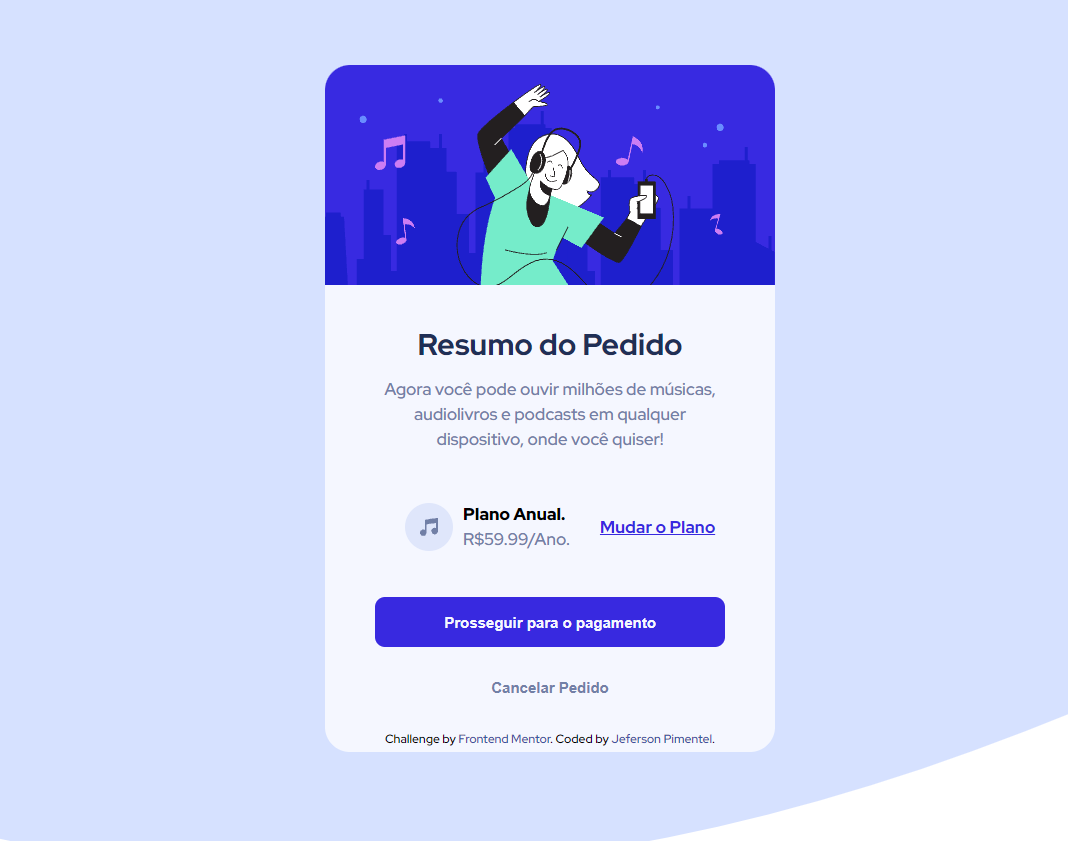 Resumo do Pedido
Agora você pode ouvir milhões de músicas,
audiolivros e podcasts em qualquer
dispositivo, onde você quiser!
Plano Anual.
R$59.99/Ano.
Mudar o Plano
Prosseguir para o pagamento
Cancelar Pedido
Challenge by Frontend Mentor. Coded by Jeferson Pimentel.